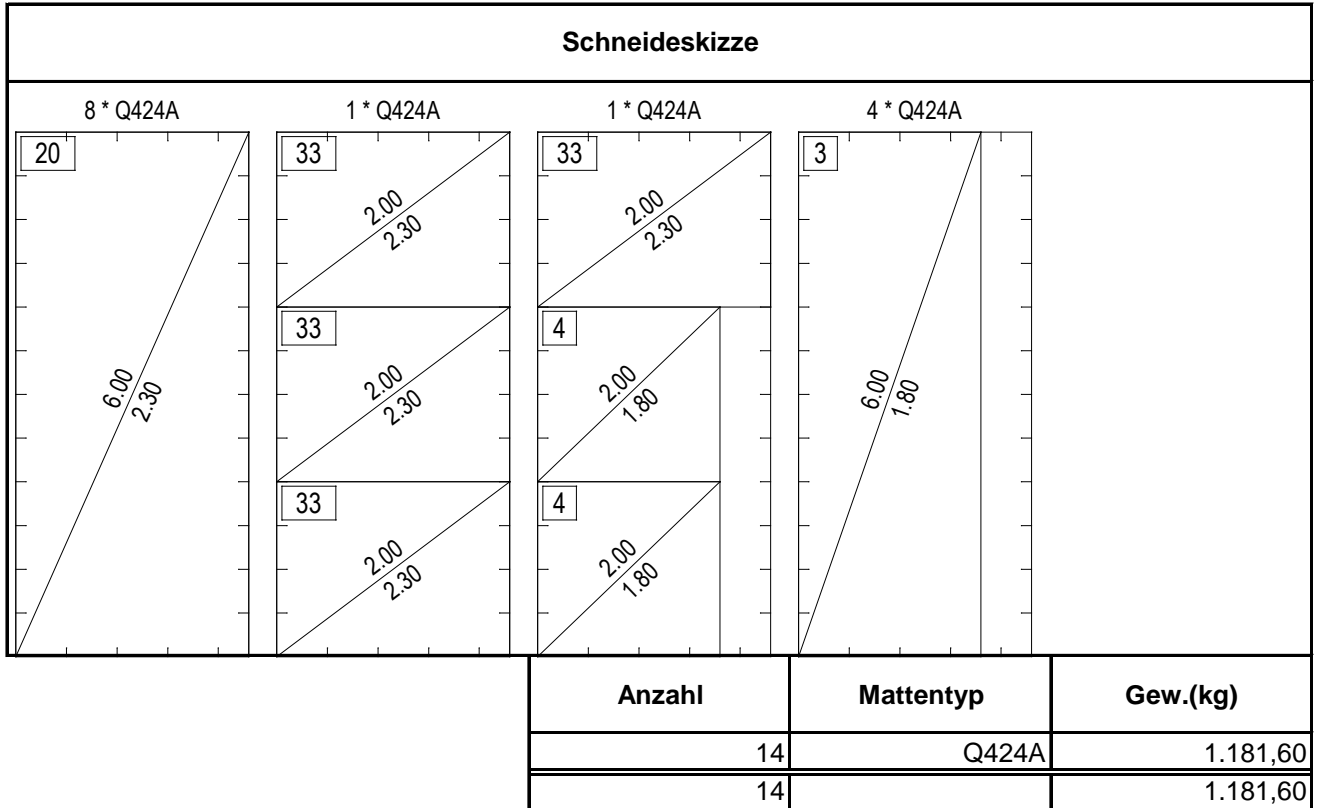 Schneideskizze
8 * Q424A 1 * Q424A 1 * Q424A 4 * Q424A
20 33 33 3
2.00 2.00
2.30 2.30
33 4
6.00 2.00 2.00 6.00
2.30 2.30 1.80 1.80
33 4
2.00 2.00
2.30 1.80
Anzahl Mattentyp Gew.(kg)
14 Q424A 1.181,60
14 1.181,60